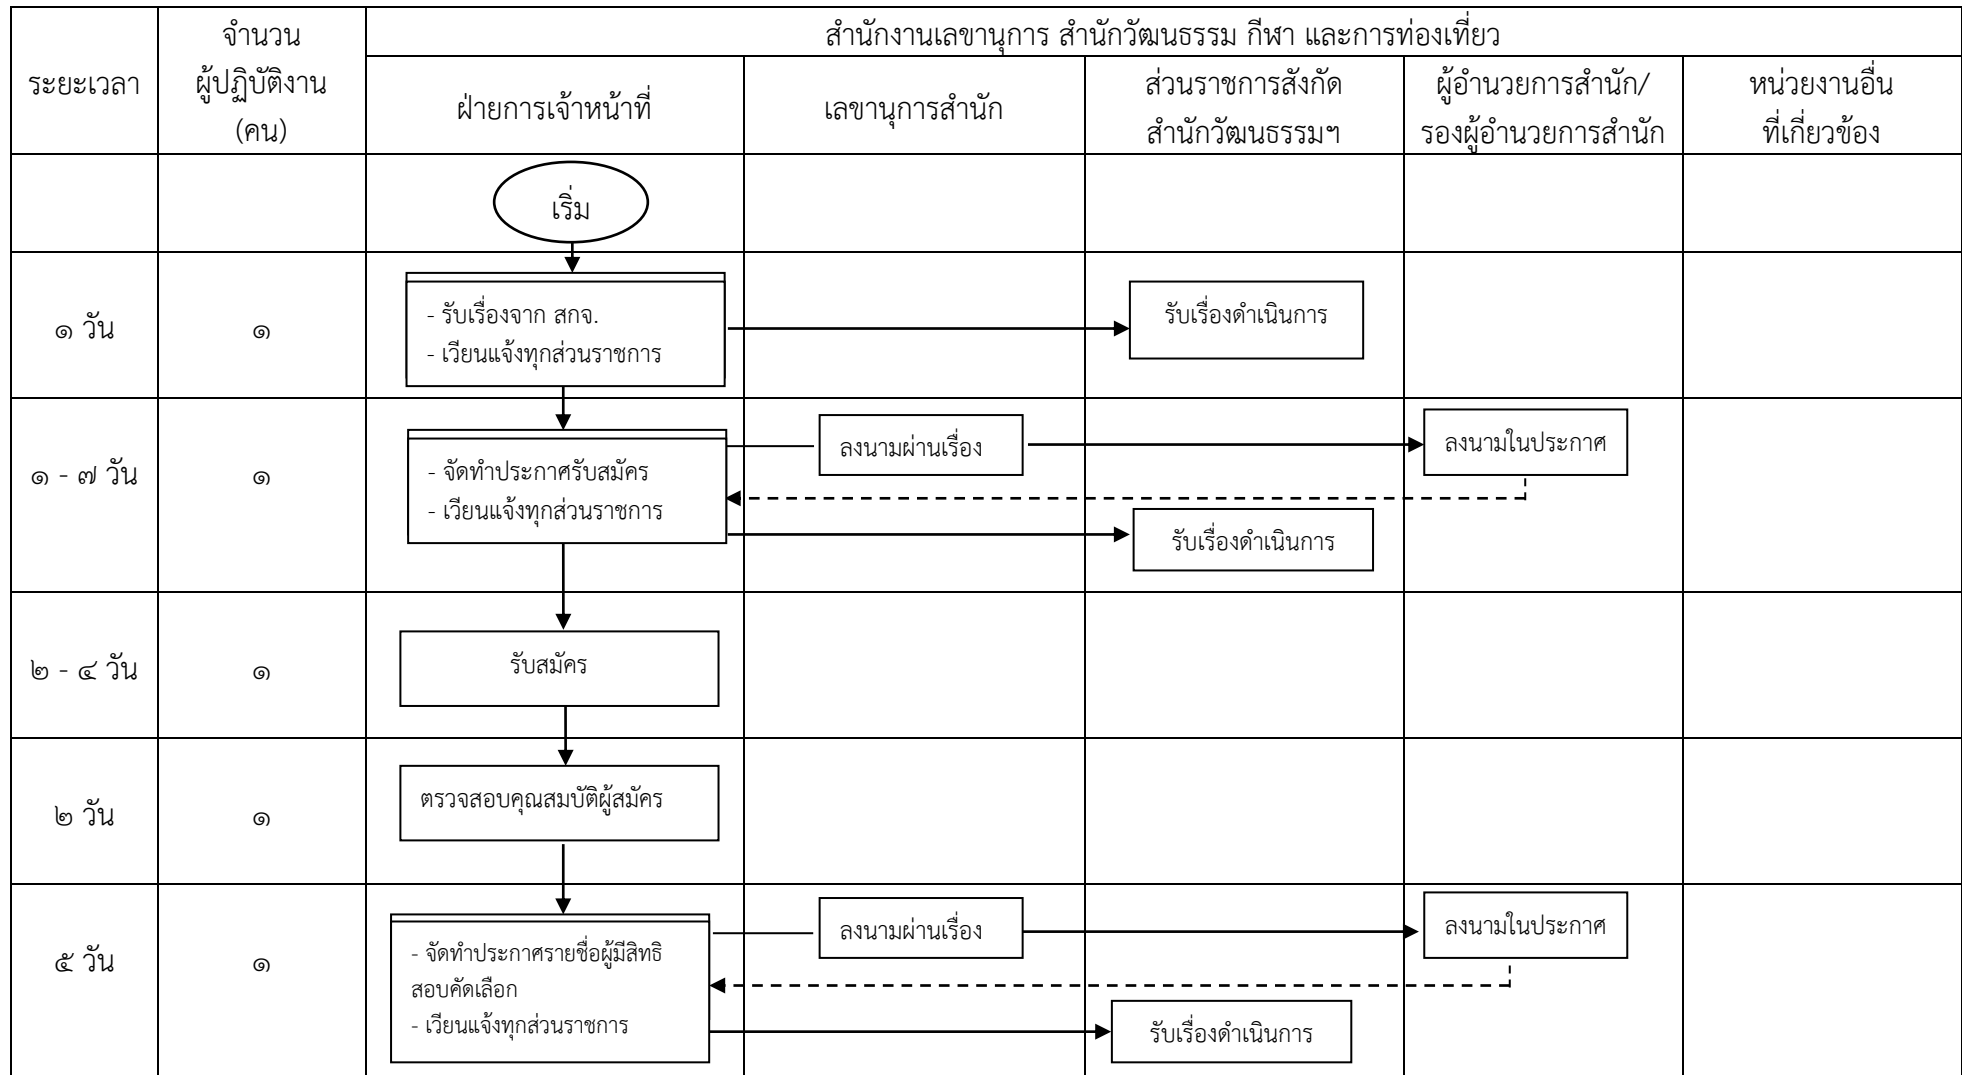 ระยะเวลา
จำนวน
ผู้ปฏิบัติงาน
(คน)
สำนักงานเลขานุการ สำนักวัฒนธรรม กีฬา และการท่องเที่ยว
ฝ่ายการเจ้าหน้าที่
เลขานุการสำนัก
ส่วนราชการสังกัด
สำนักวัฒนธรรมฯ
ผู้อำนวยการสำนัก/
รองผู้อำนวยการสำนัก
หน่วยงานอื่น
ที่เกี่ยวข้อง
เริ่ม
๑ วัน
๑
- รับเรื่องจาก สกจ.
- เวียนแจ้งทุกส่วนราชการ
รับเรื่องดำเนินการ
๑ - ๗ วัน
๑
- จัดทำประกาศรับสมัคร
- เวียนแจ้งทุกส่วนราชการ
ลงนามผ่านเรื่อง
ลงนามในประกาศ
รับเรื่องดำเนินการ
๒ - ๔ วัน
๑
รับสมัคร
๒ วัน
๑
ตรวจสอบคุณสมบัติผู้สมัคร
๕ วัน
๑
- จัดทำประกาศรายชื่อผู้มีสิทธิ
สอบคัดเลือก
- เวียนแจ้งทุกส่วนราชการ
ลงนามผ่านเรื่อง
ลงนามในประกาศ
รับเรื่องดำเนินการ